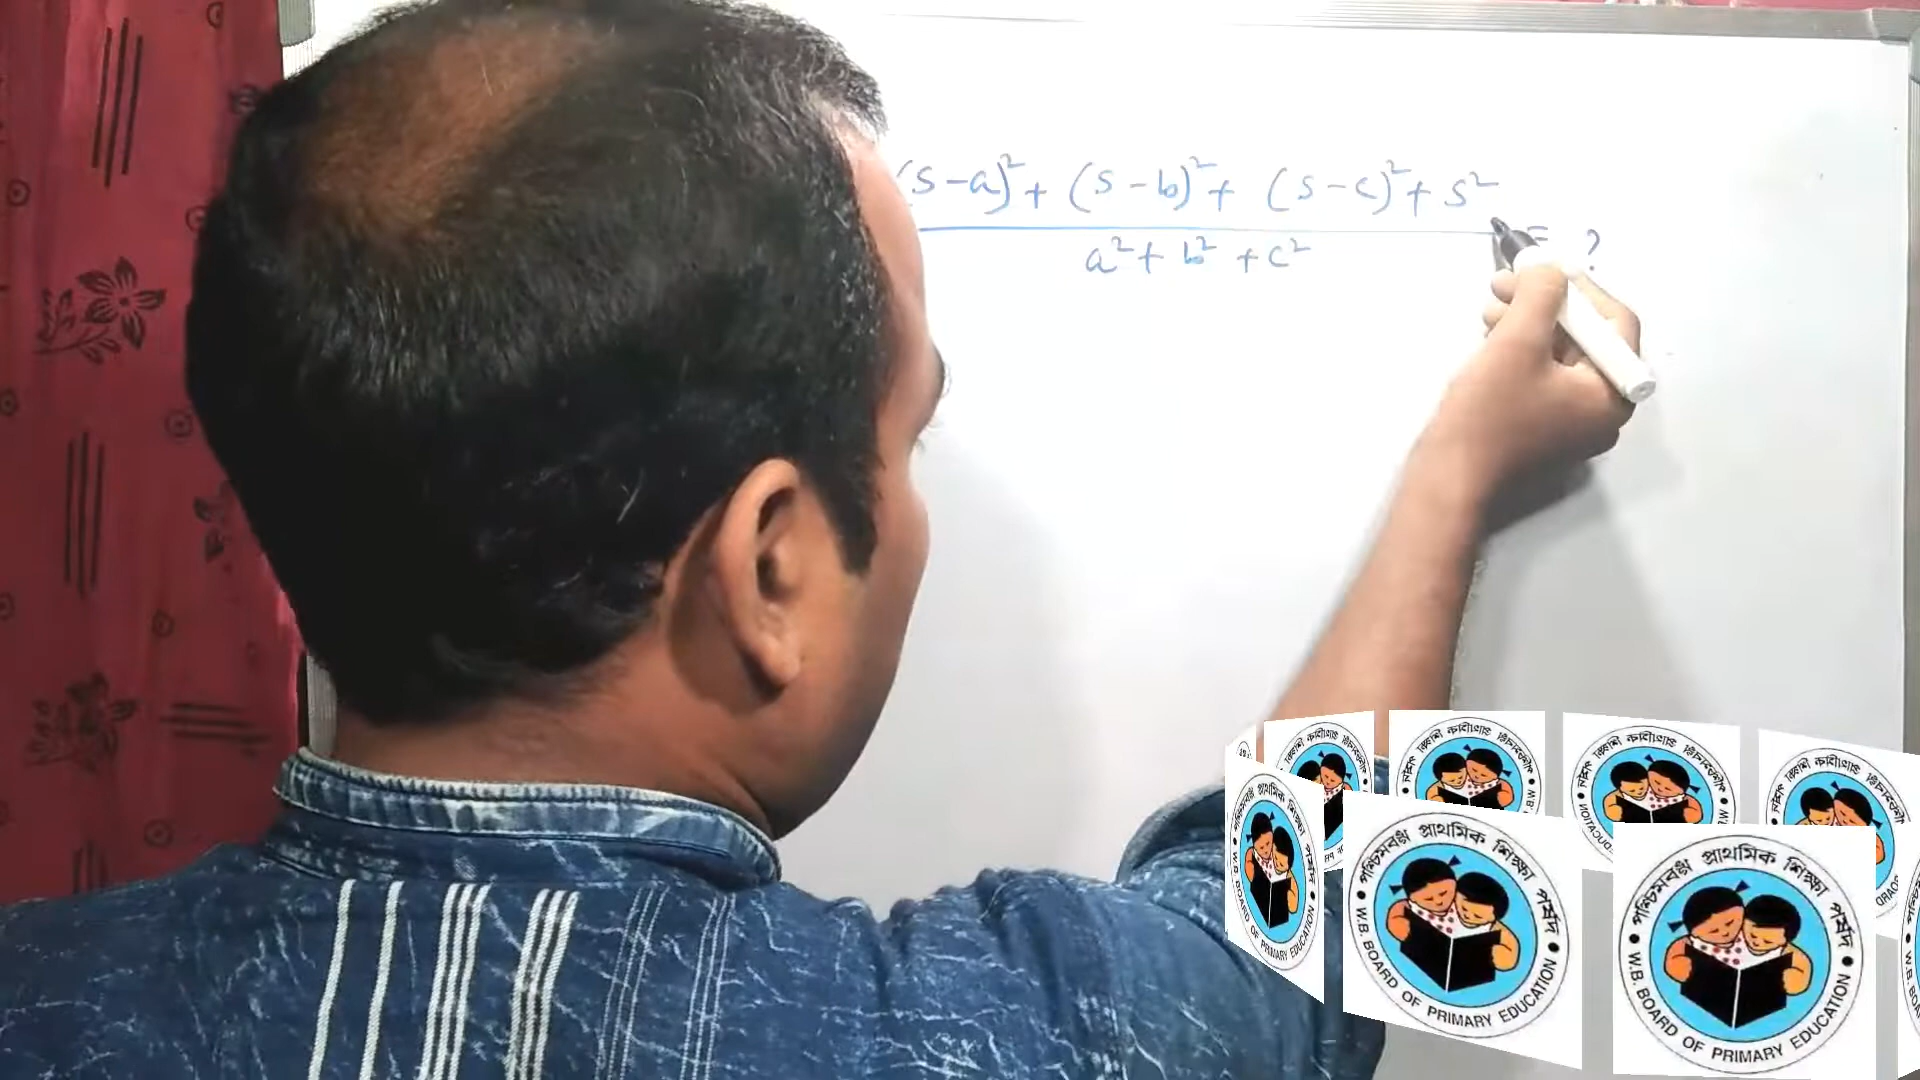 (s-a)² + (s-b)² + (s-c)² + s²
a² + b² + c²
= ?
পশ্চিমবঙ্গ প্রাথমিক শিক্ষা পর্ষদ
• W.B. BOARD OF PRIMARY EDUCATION •
পশ্চিমবঙ্গ প্রাথমিক শিক্ষা পর্ষদ
• W.B. BOARD OF PRIMARY EDUCATION •